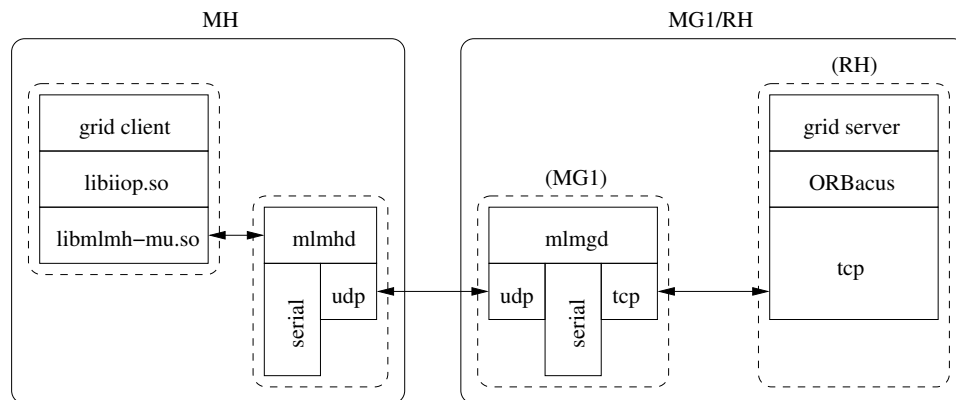 MH
MG1/RH
(RH)
grid client
libiiop.so
libmlmh-mu.so
mlmhd
serial
udp
(MG1)
mlmgd
udp
serial
tcp
grid server
ORBacus
tcp